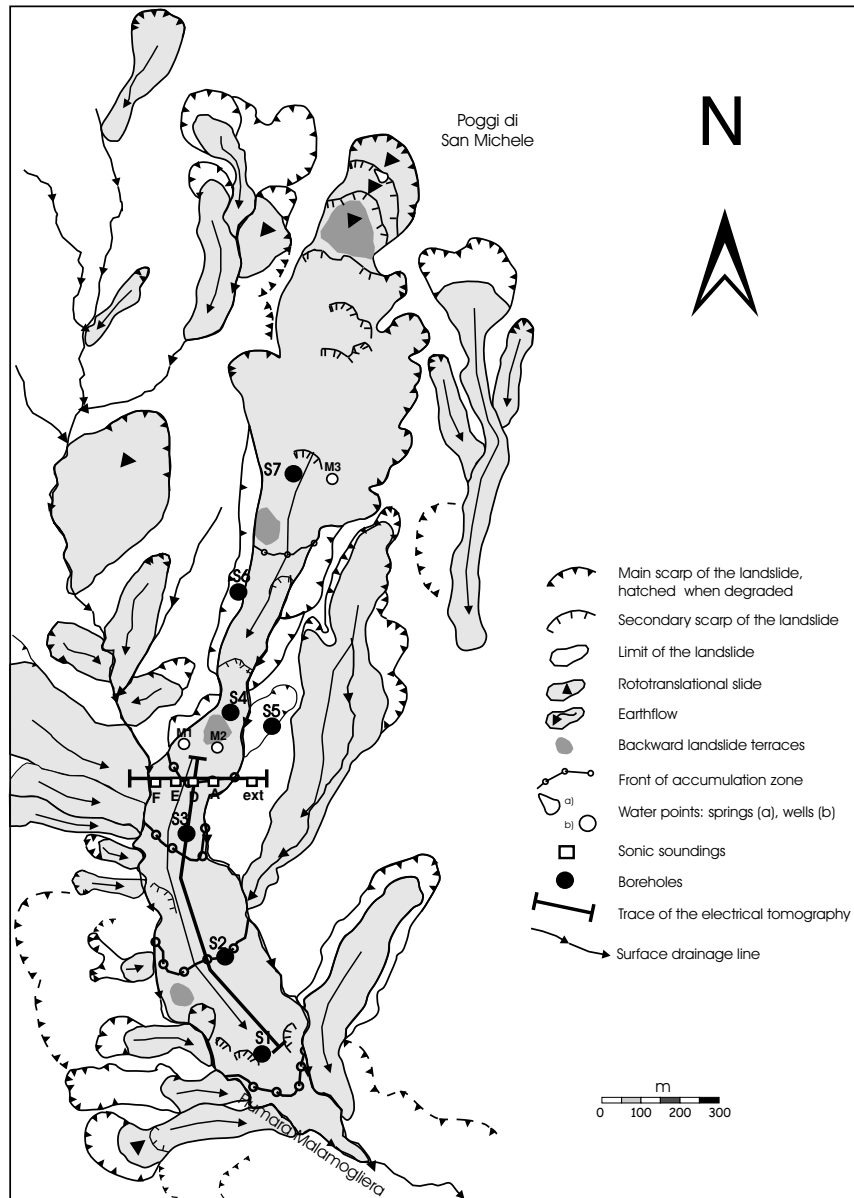 Poggi di
San Michele
N
S7
M3
S6
S4
S5
M1
M2
F
E
D
A
ext
S3
S2
S1
Fiumara Malamogliera
Main scarp of the landslide,
hatched when degraded
Secondary scarp of the landslide
Limit of the landslide
Rototranslational slide
Earthflow
Backward landslide terraces
Front of accumulation zone
a)
b)
Water points: springs (a), wells (b)
Sonic soundings
Boreholes
Trace of the electrical tomography
Surface drainage line
m
0 100 200 300